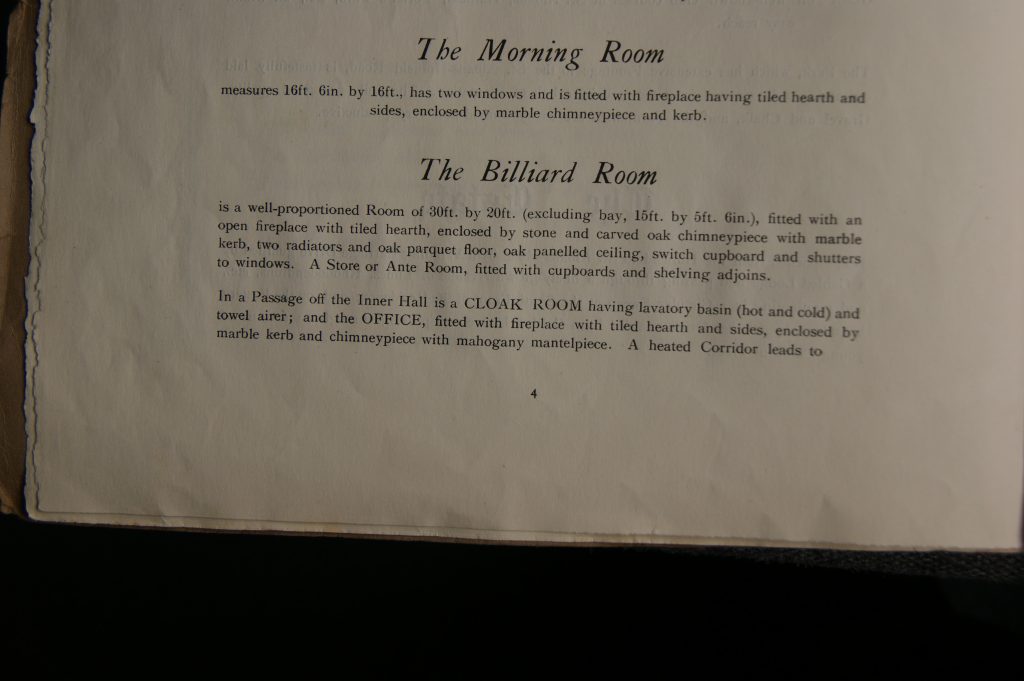 The Morning Room
measures 16ft. 6in. by 16ft., has two windows and is fitted with fireplace having tiled hearth and
sides, enclosed by marble chimneypiece and kerb.
The Billiard Room
is a well-proportioned Room of 30ft. by 20ft. (excluding bay, 15ft. by 5ft. 6in.), fitted with an
open fireplace with tiled hearth, enclosed by stone and carved oak chimneypiece with marble
kerb, two radiators and oak parquet floor, oak panelled ceiling, switch cupboard and shutters
to windows. A Store or Ante Room, fitted with cupboards and shelving adjoins.
In a Passage off the Inner Hall is a CLOAK ROOM having lavatory basin (hot and cold) and
towel airer; and the OFFICE, fitted with fireplace with tiled hearth and sides, enclosed by
marble kerb and chimneypiece with mahogany mantelpiece. A heated Corridor leads to
4